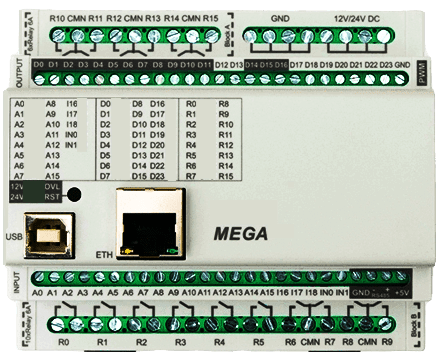 R10 CMN R11 R12 CMN R13 R14 CMN R15 GND 12V/24V DC
6xRelay 6A
Block A
OUTPUT
D0 D1 D2 D3 D4 D5 D6 D7 D8 D9 D10 D11 D12 D13 D14 D15 D16 D17 D18 D19 D20 D21 D22 D23 GND
PWM
A0 A8 I16 D0 D8 D16 R0 R8
A1 A9 I17 D1 D9 D17 R1 R9
A2 A10 I18 D2 D10 D18 R2 R10
A3 A11 IN0 D3 D11 D19 R3 R11
A4 A12 IN1 D4 D12 D20 R4 R12
A5 A13 D5 D13 D21 R5 R13
A6 A14 D6 D14 D22 R6 R14
A7 A15 D7 D15 D23 R7 R15
12V OVL
24V RST
USB
ETH
MEGA
INPUT
A0 A1 A2 A3 A4 A5 A6 A7 A8 A9 A10 A11 A12 A13 A14 A15 I16 I17 I18 IN0 IN1 GND +5V
10xRelay 6A
Block B
R0 R1 R2 R3 R4 R5 R6 CMN R7 R8 CMN R9